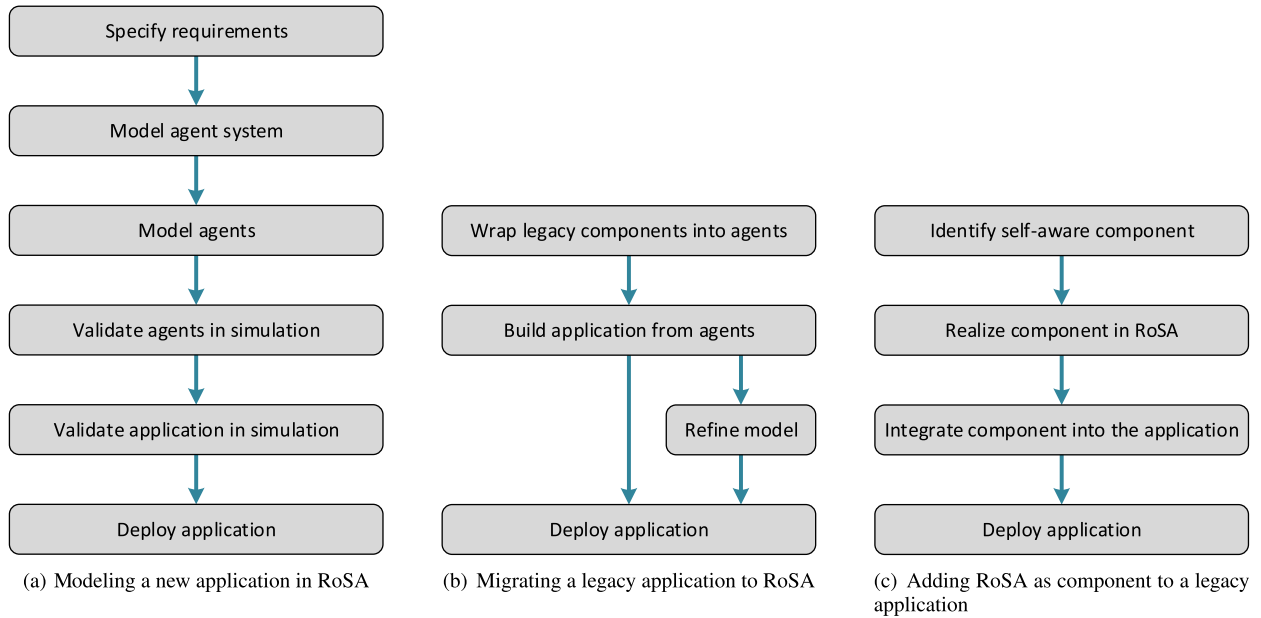 Specify requirements
Model agent system
Model agents
Validate agents in simulation
Validate application in simulation
Deploy application
(a) Modeling a new application in RoSA
Wrap legacy components into agents
Build application from agents
Refine model
Deploy application
(b) Migrating a legacy application to RoSA
Identify self-aware component
Realize component in RoSA
Integrate component into the application
Deploy application
(c) Adding RoSA as component to a legacy
application